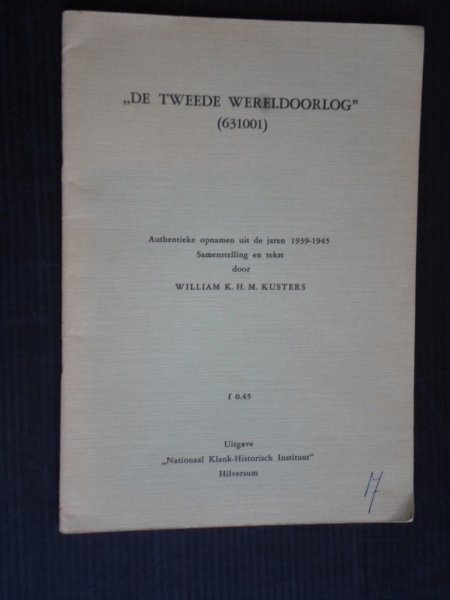 „DE TWEEDE WERELDOORLOG”
(631001)
Authentieke opnamen uit de jaren 1939-1945
Samenstelling en tekst
door
WILLIAM K. H. M. KUSTERS
f 0.45
Uitgave
„Nationaal Klank-Historisch Instituut”
Hilversum
17